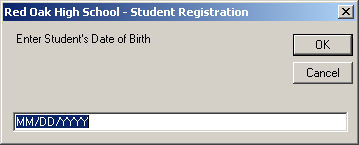 Red Oak High School - Student Registration
Enter Student's Date of Birth
OK
Cancel
MM/DD/YYYY